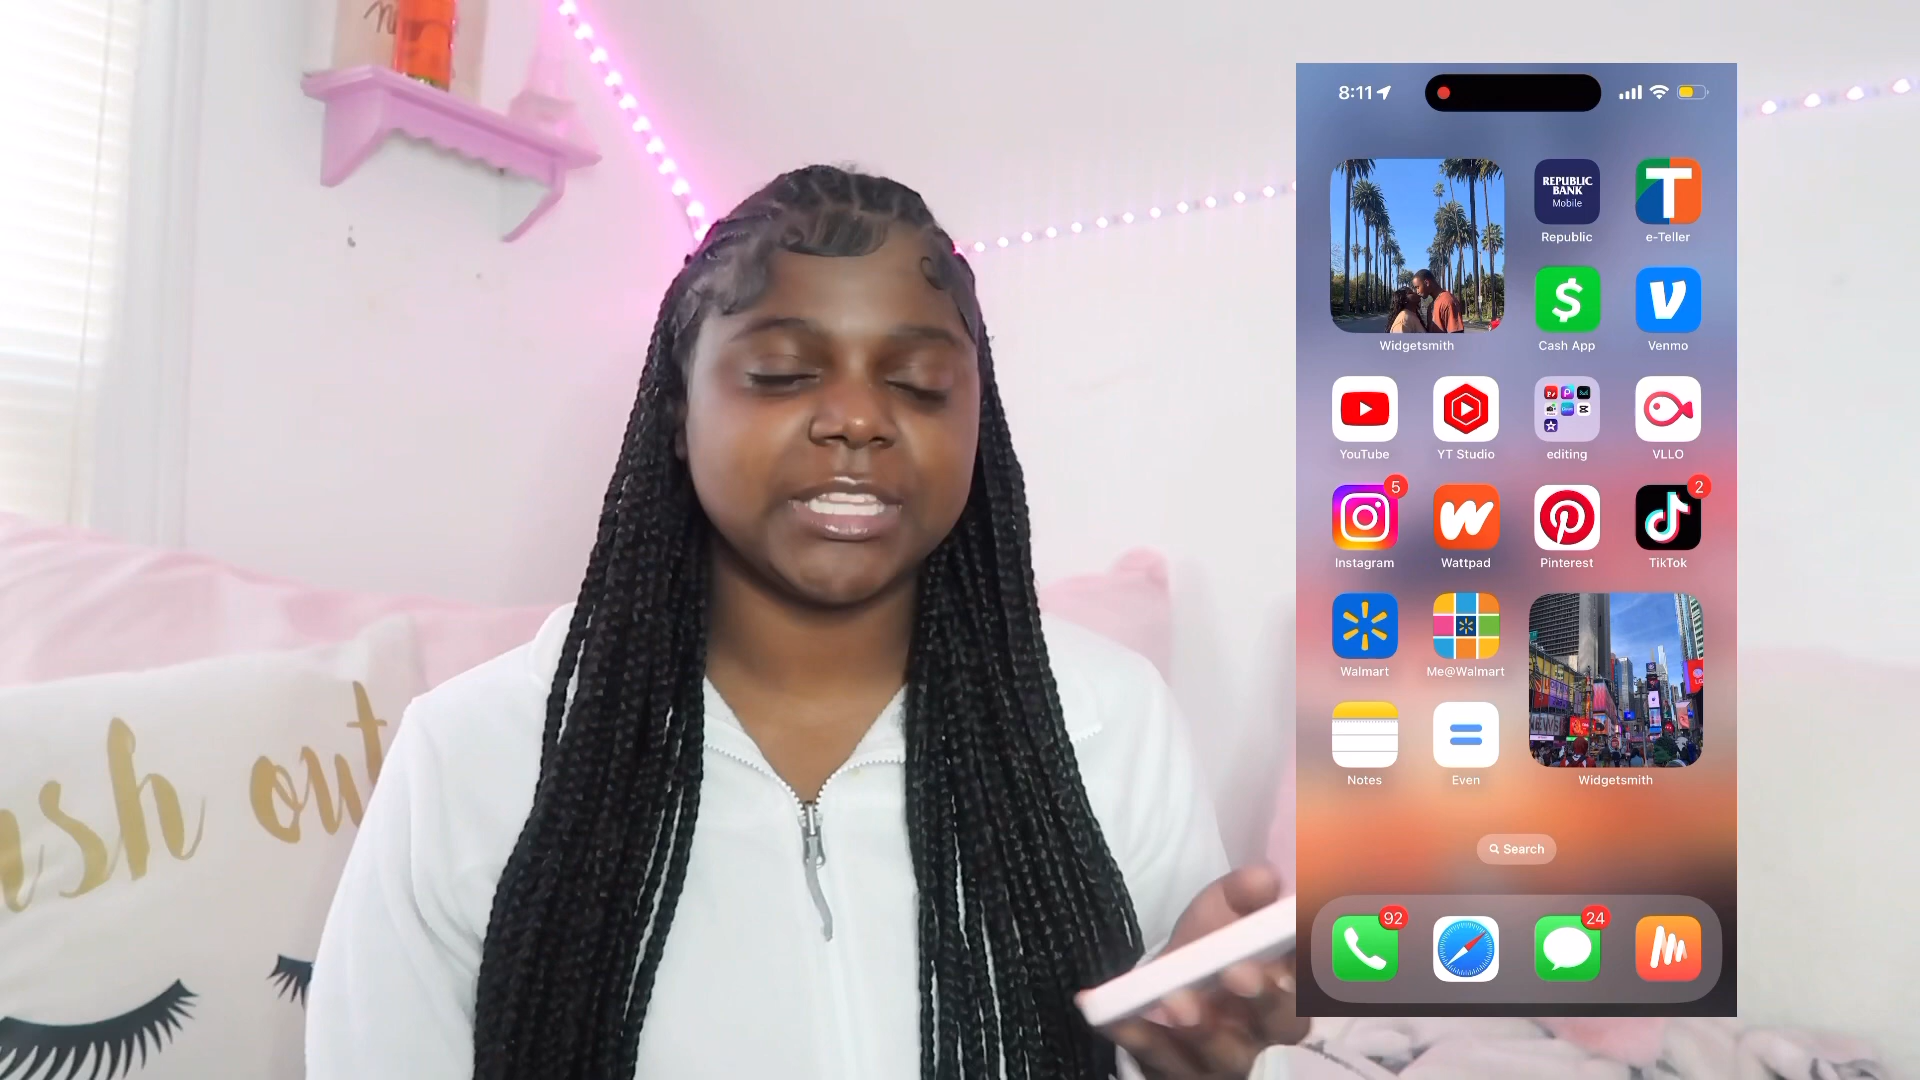 ash out
8:11
REPUBLIC
BANK
Mobile
Republic
e-Teller
Widgetsmith
Cash App
Venmo
YouTube
YT Studio
editing
VLLO
5
2
Instagram
Wattpad
Pinterest
TikTok
Walmart
Me@Walmart
Notes
Even
Widgetsmith
Search
92
24